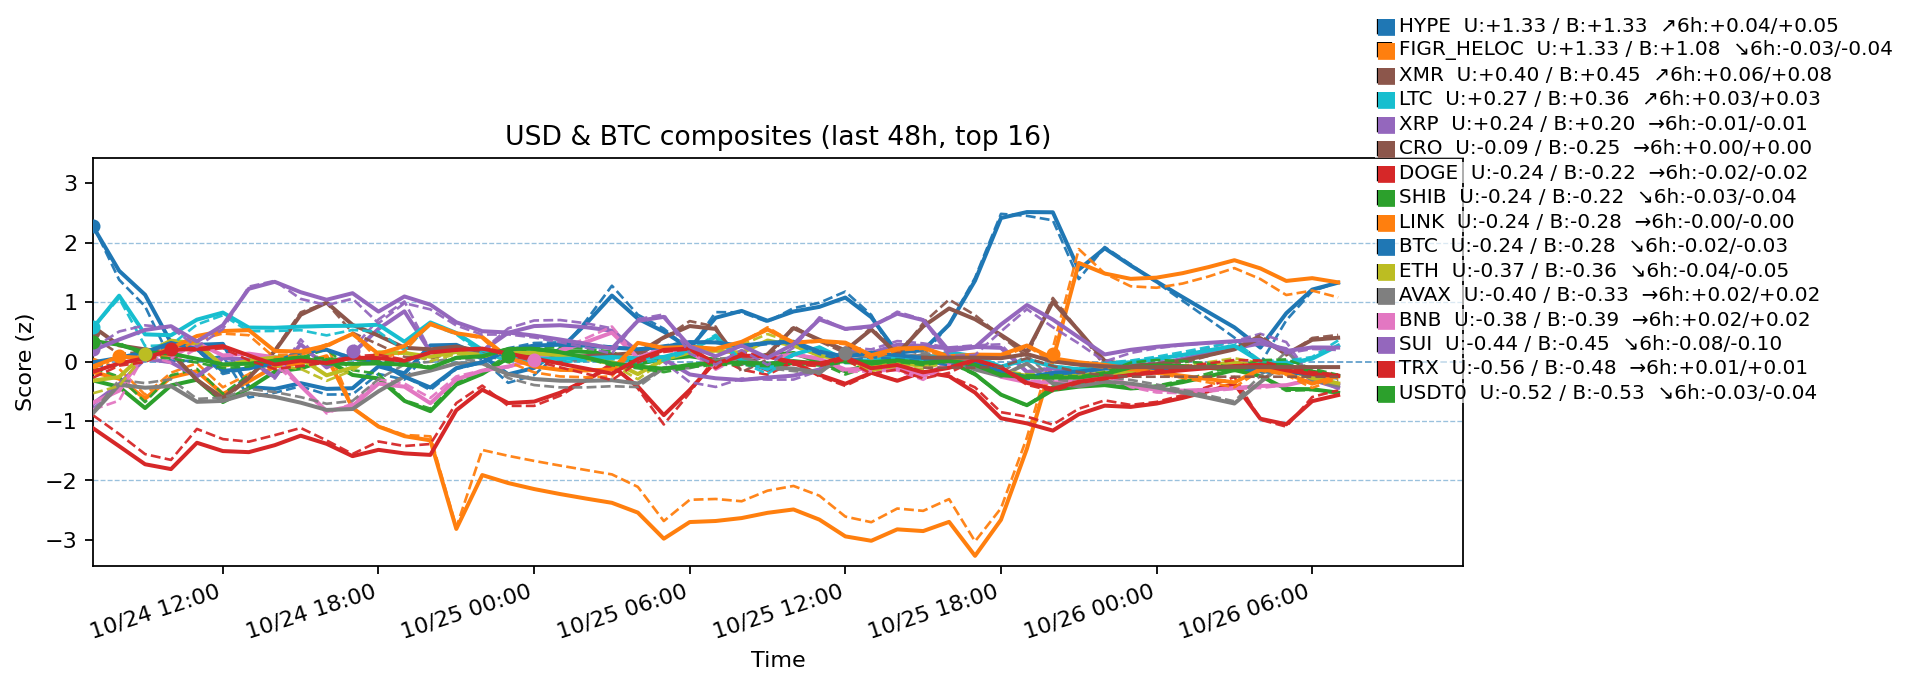 HYPE  U:+1.33 / B:+1.33  ↗6h:+0.04/+0.05
FIGR_HELOC  U:+1.33 / B:+1.08  ↘6h:-0.03/-0.04
XMR  U:+0.40 / B:+0.45  ↗6h:+0.06/+0.08
LTC  U:+0.27 / B:+0.36  ↗6h:+0.03/+0.03
XRP  U:+0.24 / B:+0.20  →6h:-0.01/-0.01
CRO  U:-0.09 / B:-0.25  →6h:+0.00/+0.00
DOGE  U:-0.24 / B:-0.22  →6h:-0.02/-0.02
SHIB  U:-0.24 / B:-0.22  ↘6h:-0.03/-0.04
LINK  U:-0.24 / B:-0.28  →6h:-0.00/-0.00
BTC  U:-0.24 / B:-0.28  ↘6h:-0.02/-0.03
ETH  U:-0.37 / B:-0.36  ↘6h:-0.04/-0.05
AVAX  U:-0.40 / B:-0.33  →6h:+0.02/+0.02
BNB  U:-0.38 / B:-0.39  →6h:+0.02/+0.02
SUI  U:-0.44 / B:-0.45  ↘6h:-0.08/-0.10
TRX  U:-0.56 / B:-0.48  →6h:+0.01/+0.01
USDT0  U:-0.52 / B:-0.53  ↘6h:-0.03/-0.04
USD & BTC composites (last 48h, top 16)
Score (z)
3
2
1
0
−1
−2
−3
10/24 12:00
10/24 18:00
10/25 00:00
10/25 06:00
10/25 12:00
10/25 18:00
10/26 00:00
10/26 06:00
Time